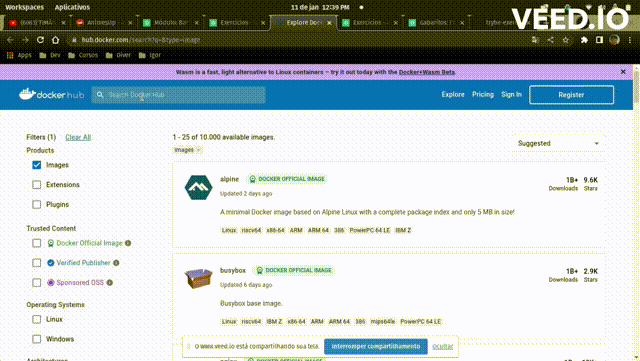 Workspaces Aplicativos 11 de jan 12:39 PM
VEED.IO
Módulo: Bar Exercícios Explore Doc Exercícios Gabarito: trybe-exer
hub.docker.com/search?q=&type=image
Apps Dev Cursos Diver Igor
Wasm is a fast, light alternative to Linux containers – try it out today with the Docker+Wasm Beta.
dockerhub Search Docker Hub Explore Pricing Sign In Register
Filters (1) Clear All
1 - 25 of 10.000 available images.
Suggested
Products
Images
Images
Extensions
Plugins
Trusted Content
Docker Official Image
Verified Publisher
Sponsored OSS
Operating Systems
Linux
Windows
alpine DOCKER OFFICIAL IMAGE 1B+ 9.6K
Updated 2 days ago Downloads Stars
A minimal Docker image based on Alpine Linux with a complete package index and only 5 MB in size!
Linux riscv64 x86-64 ARM ARM 64 386 PowerPC 64 LE IBM Z
busybox DOCKER OFFICIAL IMAGE 1B+ 2.9K
Updated 6 days ago Downloads Stars
Busybox base image.
Linux riscv64 IBM Z x86-64 ARM ARM 64 386 mips64le PowerPC 64 LE
O www.veed.io está compartilhando sua tela. Interromper compartilhamento Ocultar